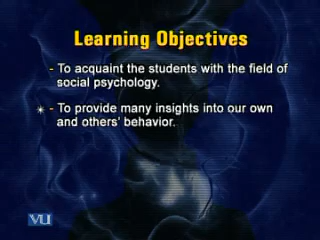 Learning Objectives
- To acquaint the students with the field of
social psychology.
- To provide many insights into our own
and others' behavior.
VU